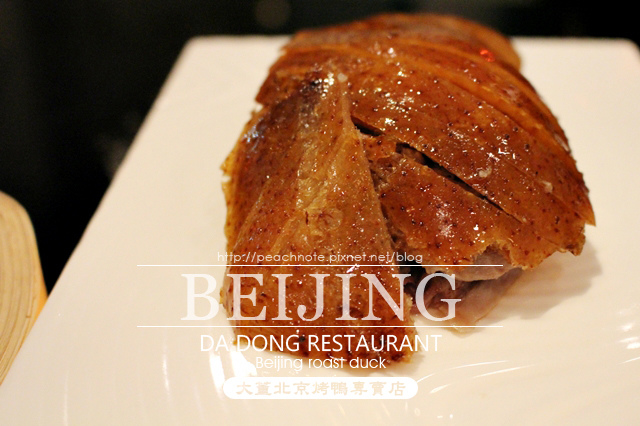 http://peachnote.pixnet.net/blog
BEIJING
DA DONG RESTAURANT
Beijing roast duck
大董北京烤鴨專賣店